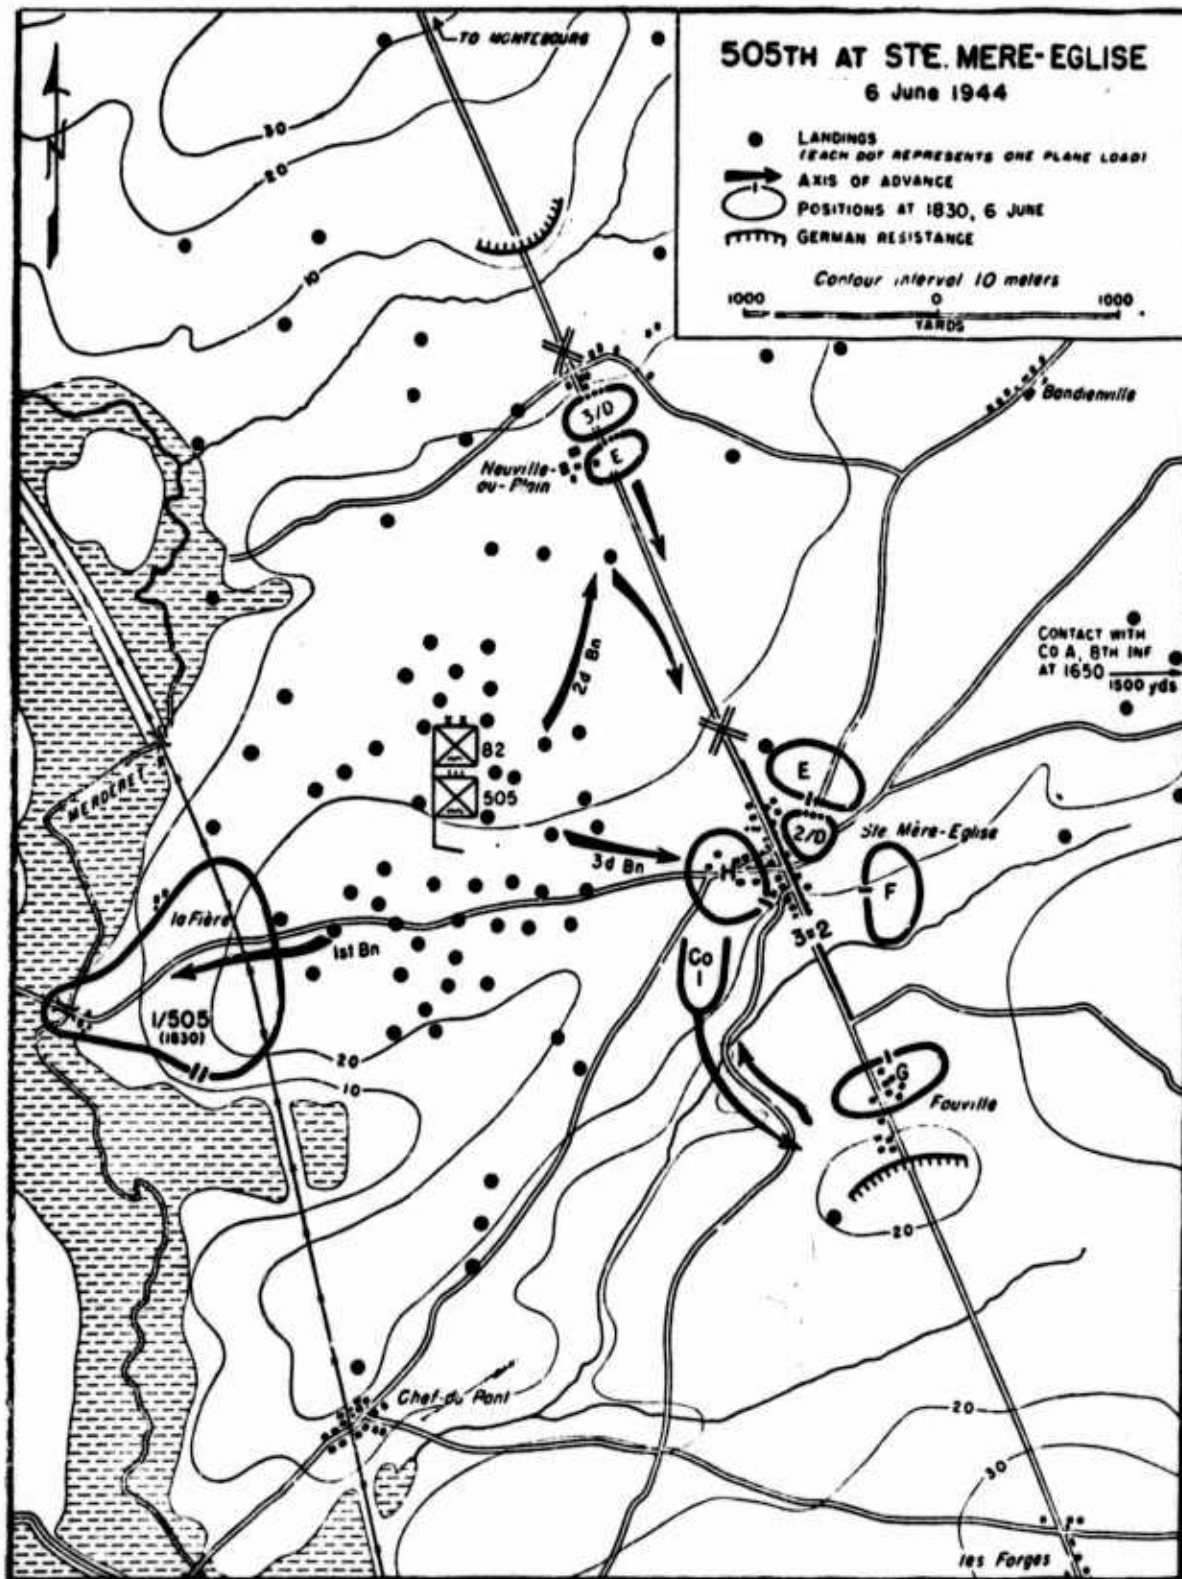 TO MONTEBOURG
505TH AT STE. MERE-EGLISE
6 June 1944
LANDINGS
(EACH DOT REPRESENTS ONE PLANE LOAD)
AXIS OF ADVANCE
POSITIONS AT 1830, 6 JUNE
GERMAN RESISTANCE
Contour interval 10 meters
1000 0 1000
YARDS
30
20
10
Bandienville
3/D
E
Neuville-
au-Plain
CONTACT WITH
CO A, 8TH INF
AT 1650
1500 yds
2d Bn
82
505
MERDERET
E
2/D
Ste Mère-Eglise
3d Bn
H
F
la Fière
3=2
1st Bn
Co
I
1/505
(1830)
20
10
G
Fauville
20
Chef-du Pont
20
30
les Forges